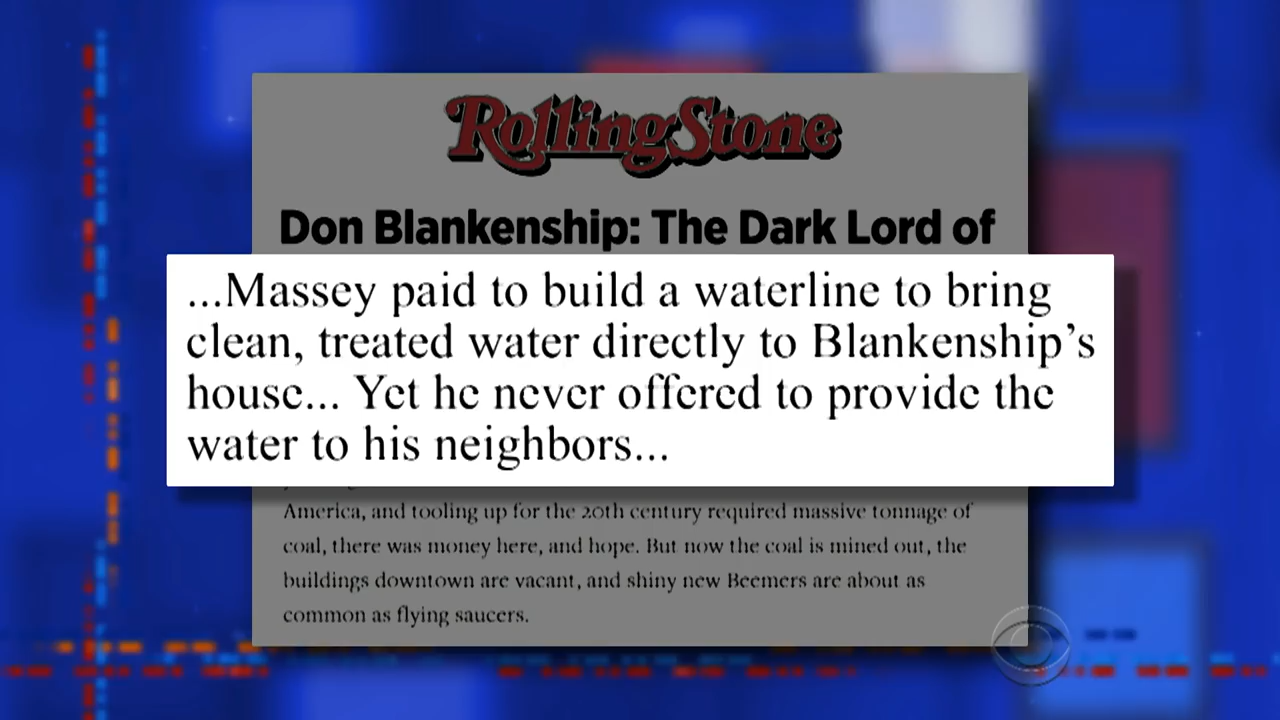 RollingStone
Don Blankenship: The Dark Lord of
...Massey paid to build a waterline to bring
clean, treated water directly to Blankenship's
house... Yet he never offered to provide the
water to his neighbors...
America, and tooling up for the 20th century required massive tonnage of
coal, there was money here, and hope. But now the coal is mined out, the
buildings downtown are vacant, and shiny new Beemers are about as
common as flying saucers.